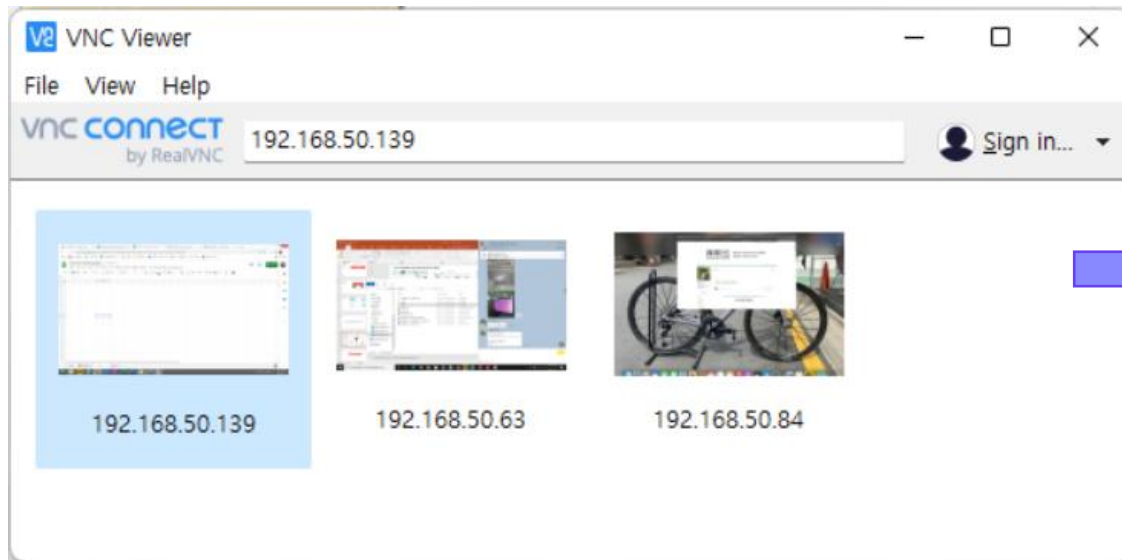 V2 VNC Viewer
File View Help
vnc connect
by RealVNC
192.168.50.139
Sign in...
192.168.50.139
192.168.50.63
192.168.50.84